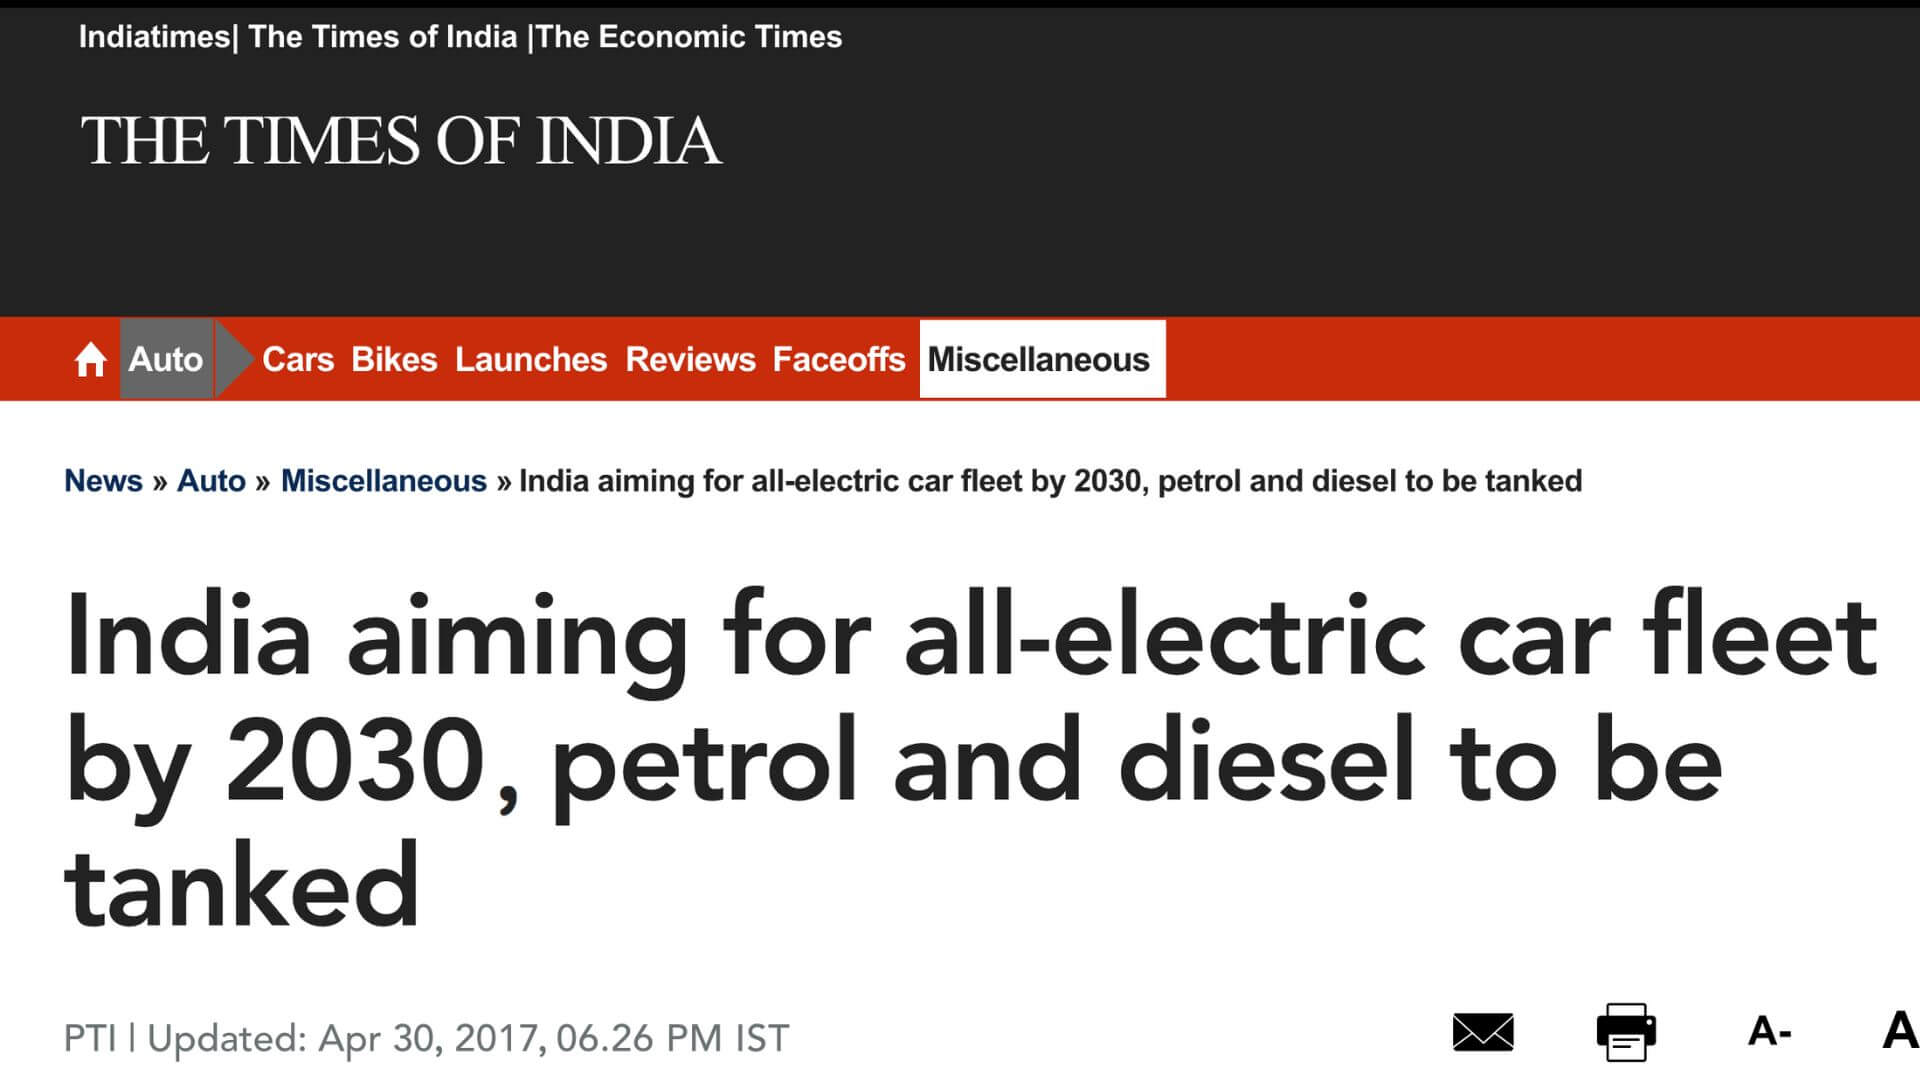 Indiatimes| The Times of India |The Economic Times
THE TIMES OF INDIA
Auto Cars Bikes Launches Reviews Faceoffs Miscellaneous
News » Auto » Miscellaneous » India aiming for all-electric car fleet by 2030, petrol and diesel to be tanked
India aiming for all-electric car fleet
by 2030, petrol and diesel to be
tanked
PTI | Updated: Apr 30, 2017, 06.26 PM IST A- A